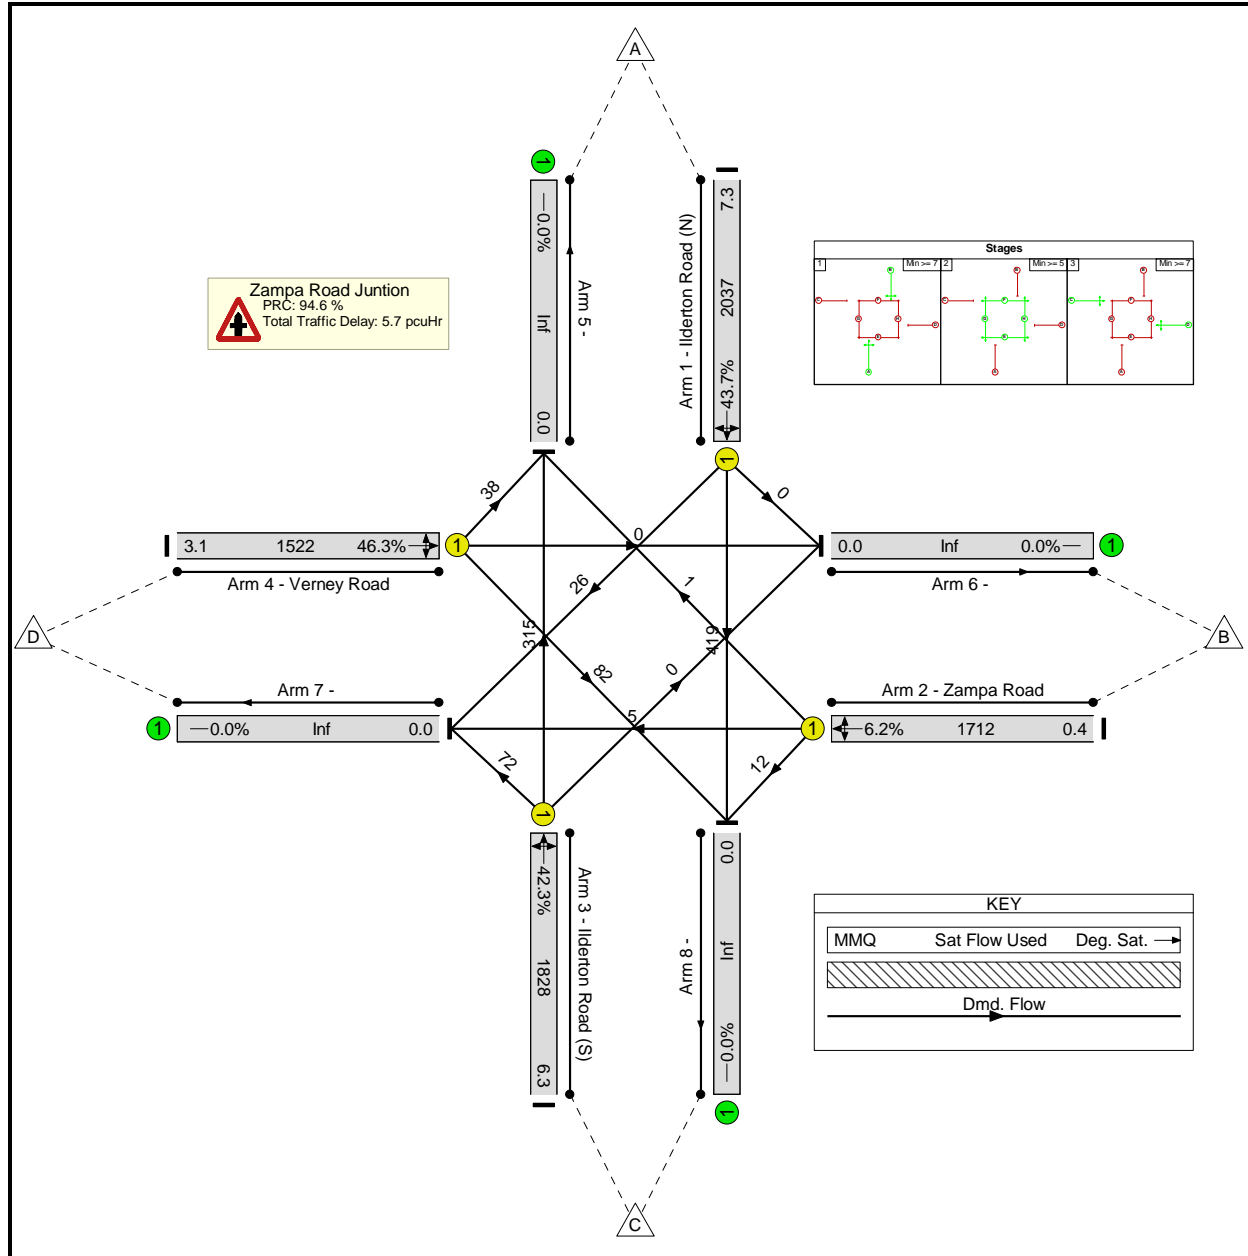 A
1
0.0%
Inf
0.0
Arm 5 -
Arm 1 - Ilderton Road (N)
7.3
2037
43.7%
1
Zampa Road Juntion
PRC: 94.6 %
Total Traffic Delay: 5.7 pcuHr
Stages
1
Min >= 7
2
Min >= 5
3
Min >= 7
38
0
0
3.1 1522 46.3%
1
Arm 4 - Verney Road
0.0 Inf 0.0%
1
Arm 6 -
26
1
315
419
82
0
D
B
Arm 7 -
1
0.0% Inf 0.0
Arm 2 - Zampa Road
1
6.2% 1712 0.4
5
72
12
1
42.3%
1828
6.3
Arm 3 - Ilderton Road (S)
Arm 8 -
0.0
Inf
0.0%
1
KEY
MMQ Sat Flow Used Deg. Sat.
Dmd. Flow
C